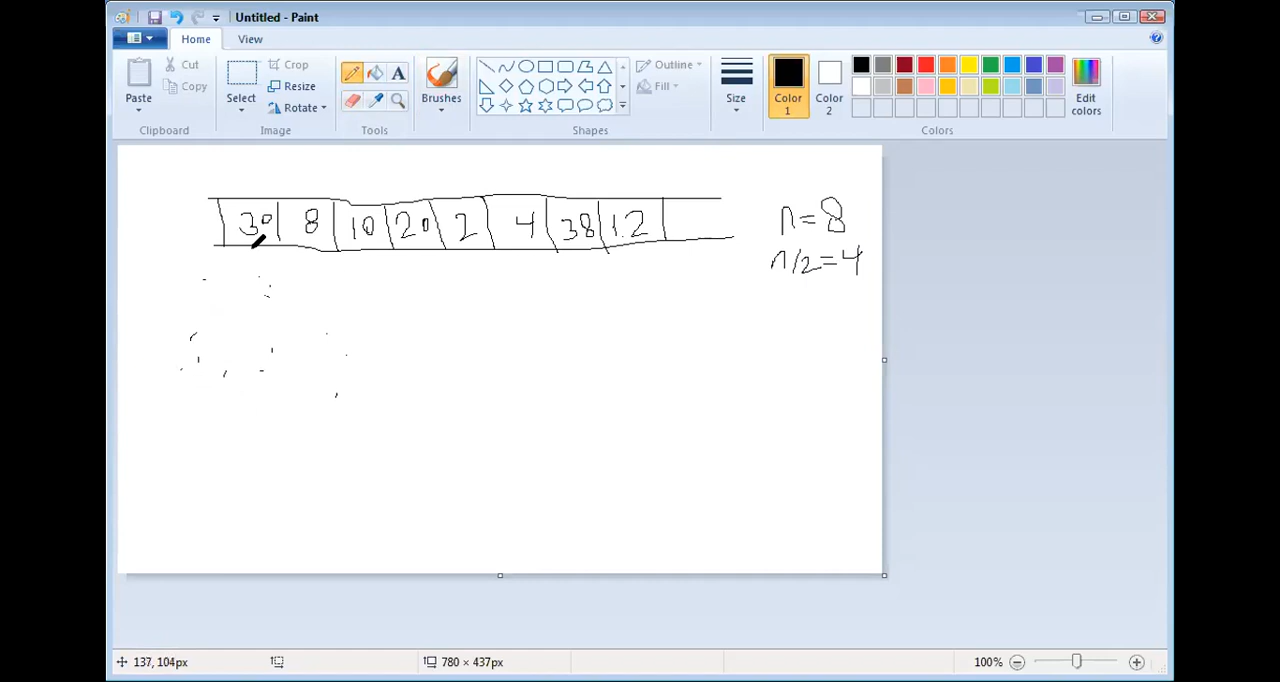 Untitled - Paint
Home View
Paste
Cut
Copy
Clipboard
Select
Crop
Resize
Rotate
Image
A
Tools
Brushes
Outline
Fill
Shapes
Size
Color 1
Color 2
Edit colors
Colors
30 8 10 20 2 4 38 12
n=8
n/2=4
137, 104px
780 × 437px
100%